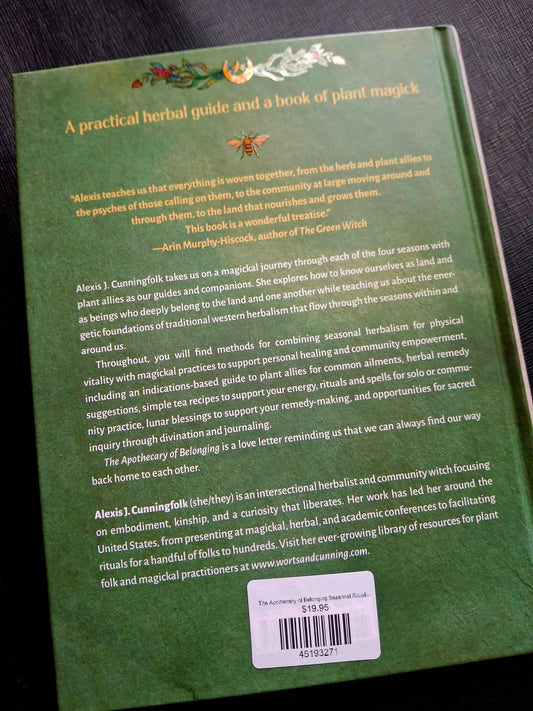 A practical herbal guide and a book of plant magick
"Alexis teaches us that everything is woven together, from the herb and plant allies to
the psyches of those calling on them, to the community at large moving around and
through them, to the land that nourishes and grows them.
This book is a wonderful treatise."
—Arin Murphy-Hiscock, author of The Green Witch
Alexis J. Cunningfolk takes us on a magickal journey through each of the four seasons with
plant allies as our guides and companions. She explores how to know ourselves as land and
as beings who deeply belong to the land and one another while teaching us about the ener-
getic foundations of traditional western herbalism that flow through the seasons within and
around us.
Throughout, you will find methods for combining seasonal herbalism for physical
vitality with magickal practices to support personal healing and community empowerment,
including an indications-based guide to plant allies for common ailments, herbal remedy
suggestions, simple tea recipes to support your energy, rituals and spells for solo or commu-
nity practice, lunar blessings to support your remedy-making, and opportunities for sacred
inquiry through divination and journaling.
The Apothecary of Belonging is a love letter reminding us that we can always find our way
back home to each other.
Alexis J. Cunningfolk (she/they) is an intersectional herbalist and community witch focusing
on embodiment, kinship, and a curiosity that liberates. Her work has led her around the
United States, from presenting at magickal, herbal, and academic conferences to facilitating
rituals for a handful of folks to hundreds. Visit her ever-growing library of resources for plant
folk and magickal practitioners at www.wortsandcunning.com.
The Apothecary of Belonging Seasonal Ritual...
$19.95
45193271